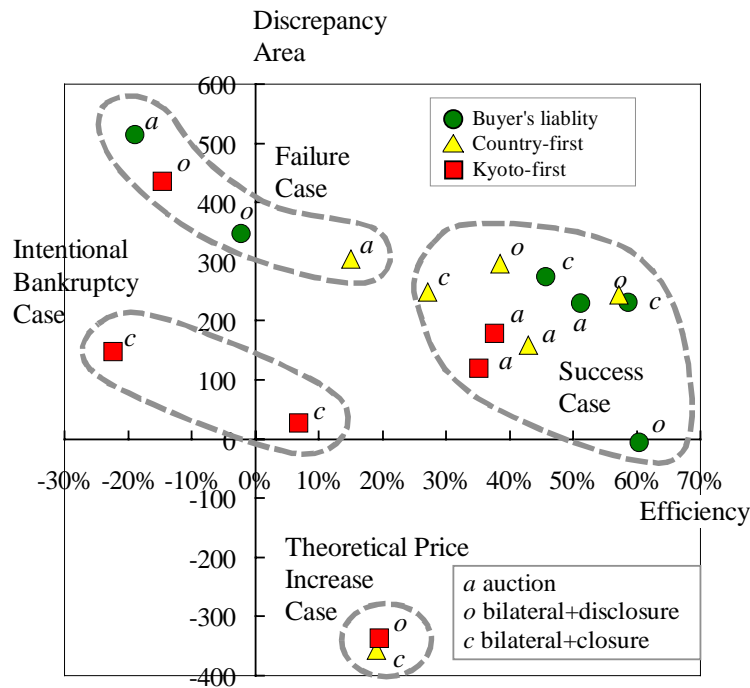 Discrepancy
Area
600
500
400
300
200
100
0
-100
-200
-300
-400
-30%
-20%
-10%
0%
10%
20%
30%
40%
50%
60%
70%
Efficiency
Buyer's liablity
Country-first
Kyoto-first
Failure
Case
a
o
o
a
Intentional
Bankruptcy
Case
c
c
Success
Case
c
o
c
a
o
c
a
a
a
o
Theoretical Price
Increase
Case
o
c
a auction
o bilateral+disclosure
c bilateral+closure